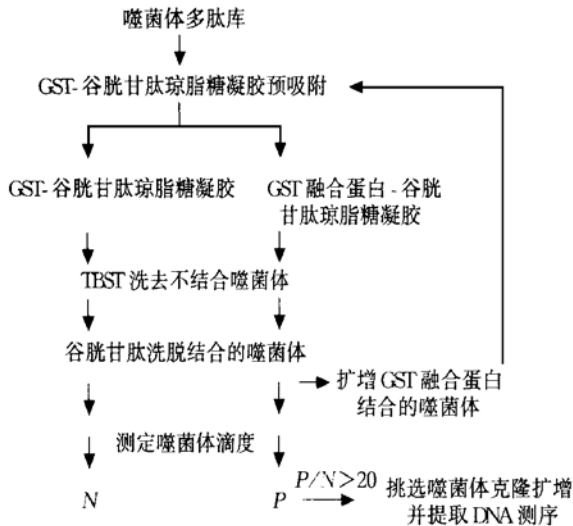 噬菌体多肽库
GST-谷胱甘肽琼脂糖凝胶预吸附
GST-谷胱甘肽琼脂糖凝胶
GST 融合蛋白-谷胱
甘肽琼脂糖凝胶
TBST 洗去不结合噬菌体
谷胱甘肽洗脱结合的噬菌体
扩增 GST 融合蛋白
结合的噬菌体
测定噬菌体滴度
N
P
P/N>20
挑选噬菌体克隆扩增
并提取 DNA 测序